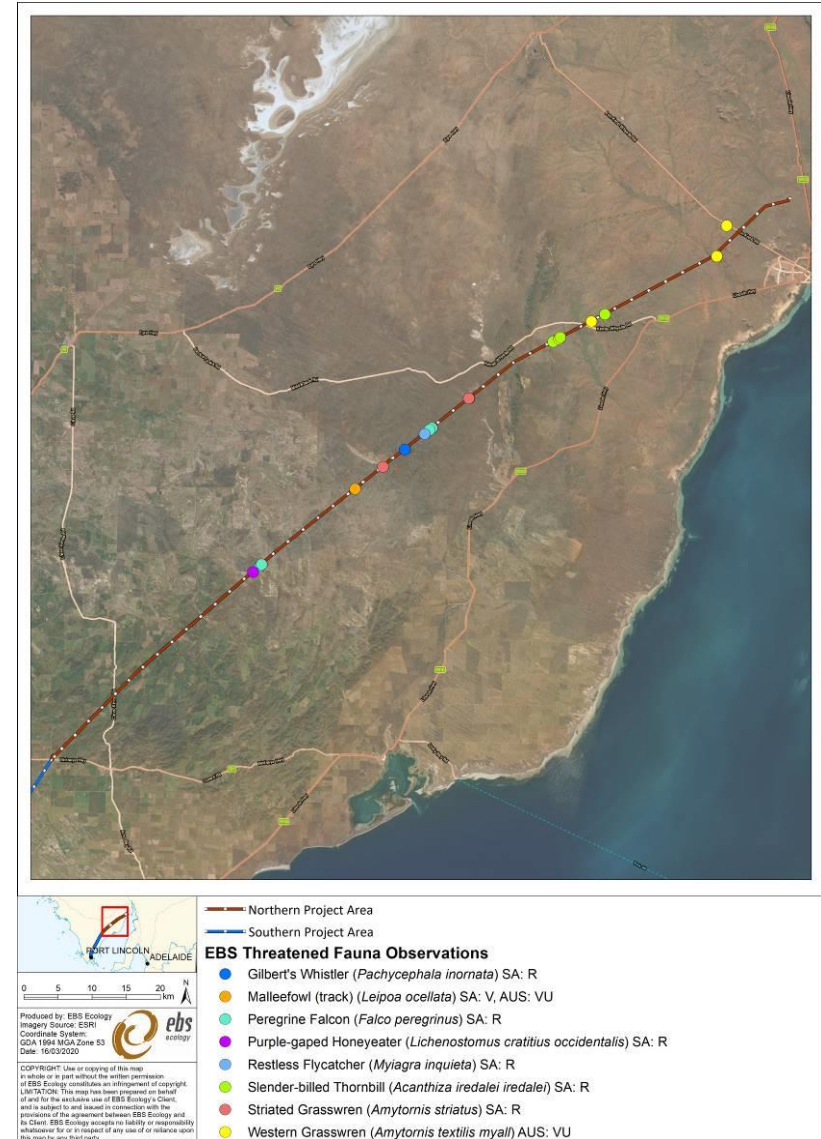 PORT LINCOLN
ADELAIDE
0 5 10 15 20
km
N
Produced by: EBS Ecology
Imagery Source: ESRI
Coordinate System:
GDA 1994 MGA Zone 53
Date: 16/03/2020
ebs
ecology
COPYRIGHT: Use or copying of this map
in whole or in part without the written permission
of EBS Ecology constitutes an infringement of copyright.
LIMITATION: This map has been prepared on behalf
of and for the exclusive use of EBS Ecology's Client,
and is subject to and issued in connection with the
provisions of the agreement between EBS Ecology and
its Client. EBS Ecology accepts no liability or responsibility
whatsoever for or in respect of any use of or reliance upon
this map by any third party.
Northern Project Area
Southern Project Area
EBS Threatened Fauna Observations
Gilbert's Whistler (Pachycephala inornata) SA: R
Malleefowl (track) (Leipoa ocellata) SA: V, AUS: VU
Peregrine Falcon (Falco peregrinus) SA: R
Purple-gaped Honeyeater (Lichenostomus cratitius occidentalis) SA: R
Restless Flycatcher (Myiagra inquieta) SA: R
Slender-billed Thornbill (Acanthiza iredalei iredalei) SA: R
Striated Grasswren (Amytornis striatus) SA: R
Western Grasswren (Amytornis textilis myall) AUS: VU